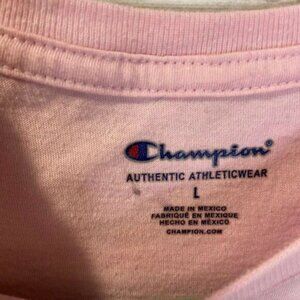 Champion®
AUTHENTIC ATHLETICWEAR
L
MADE IN MEXICO
FABRIQUÉ EN MEXIQUE
HECHO EN MÉXICO
CHAMPION.COM